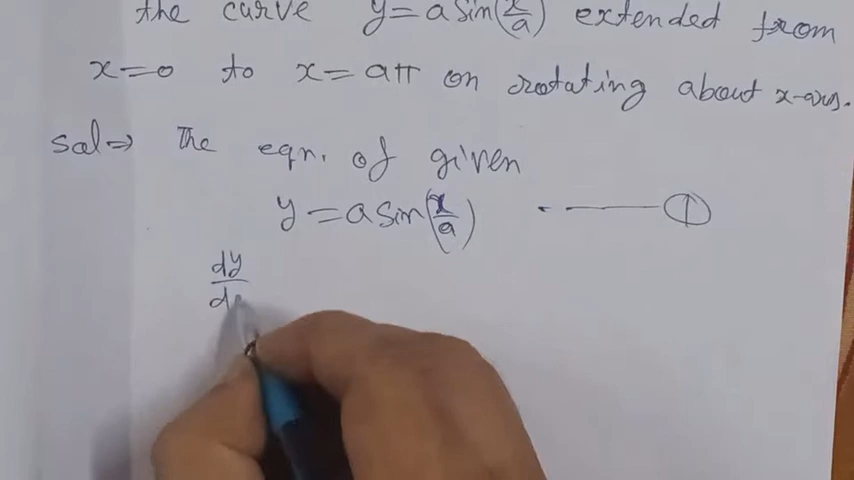 the curve y=a sin(x/a) extended from
x=0 to x=aπ on rotating about x-axis.
Sol⇒ The eqn. of given
y=a sin(x/a) -——— ①
dy/d